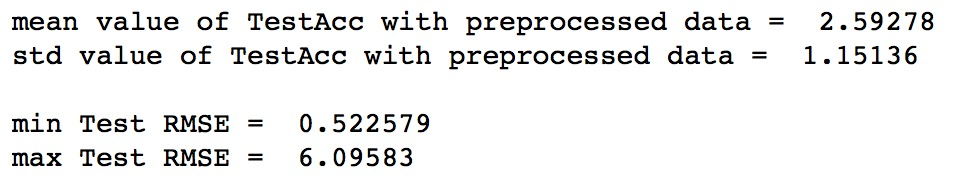 mean value of TestAcc with preprocessed data =  2.59278
std value of TestAcc with preprocessed data =  1.15136
min Test RMSE =  0.522579
max Test RMSE =  6.09583